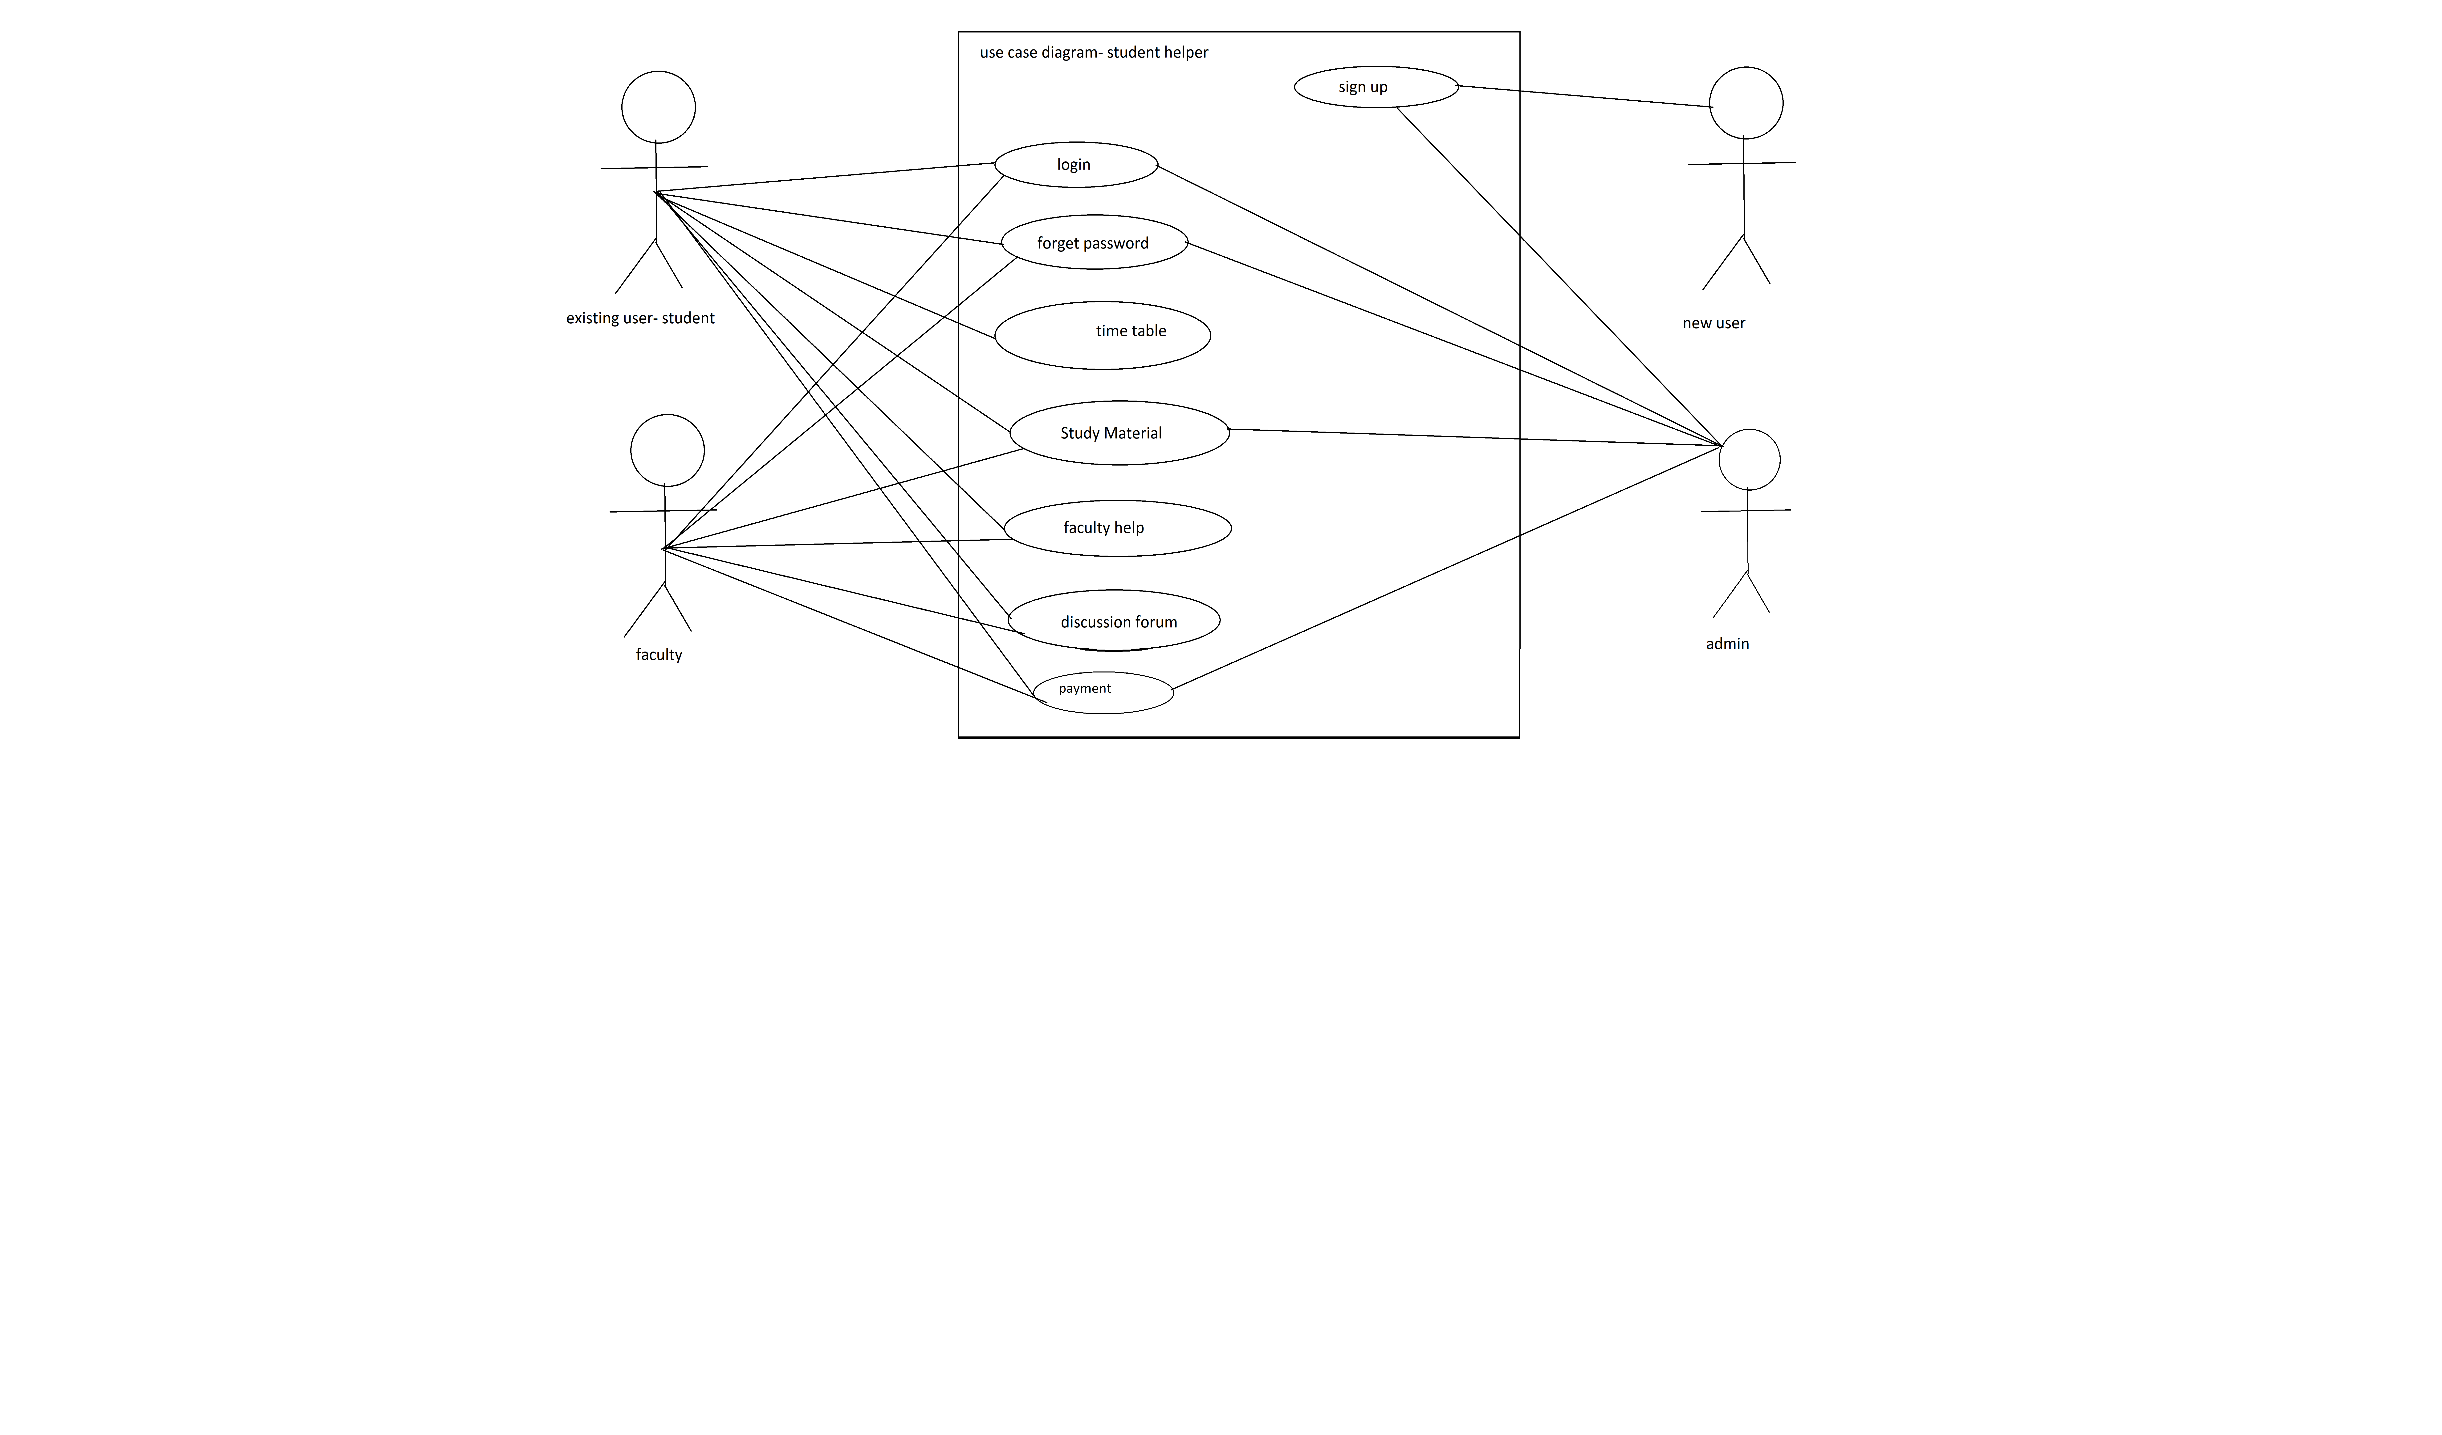 use case diagram- student helper
sign up
login
forget password
time table
existing user- student
new user
Study Material
faculty help
discussion forum
admin
faculty
payment